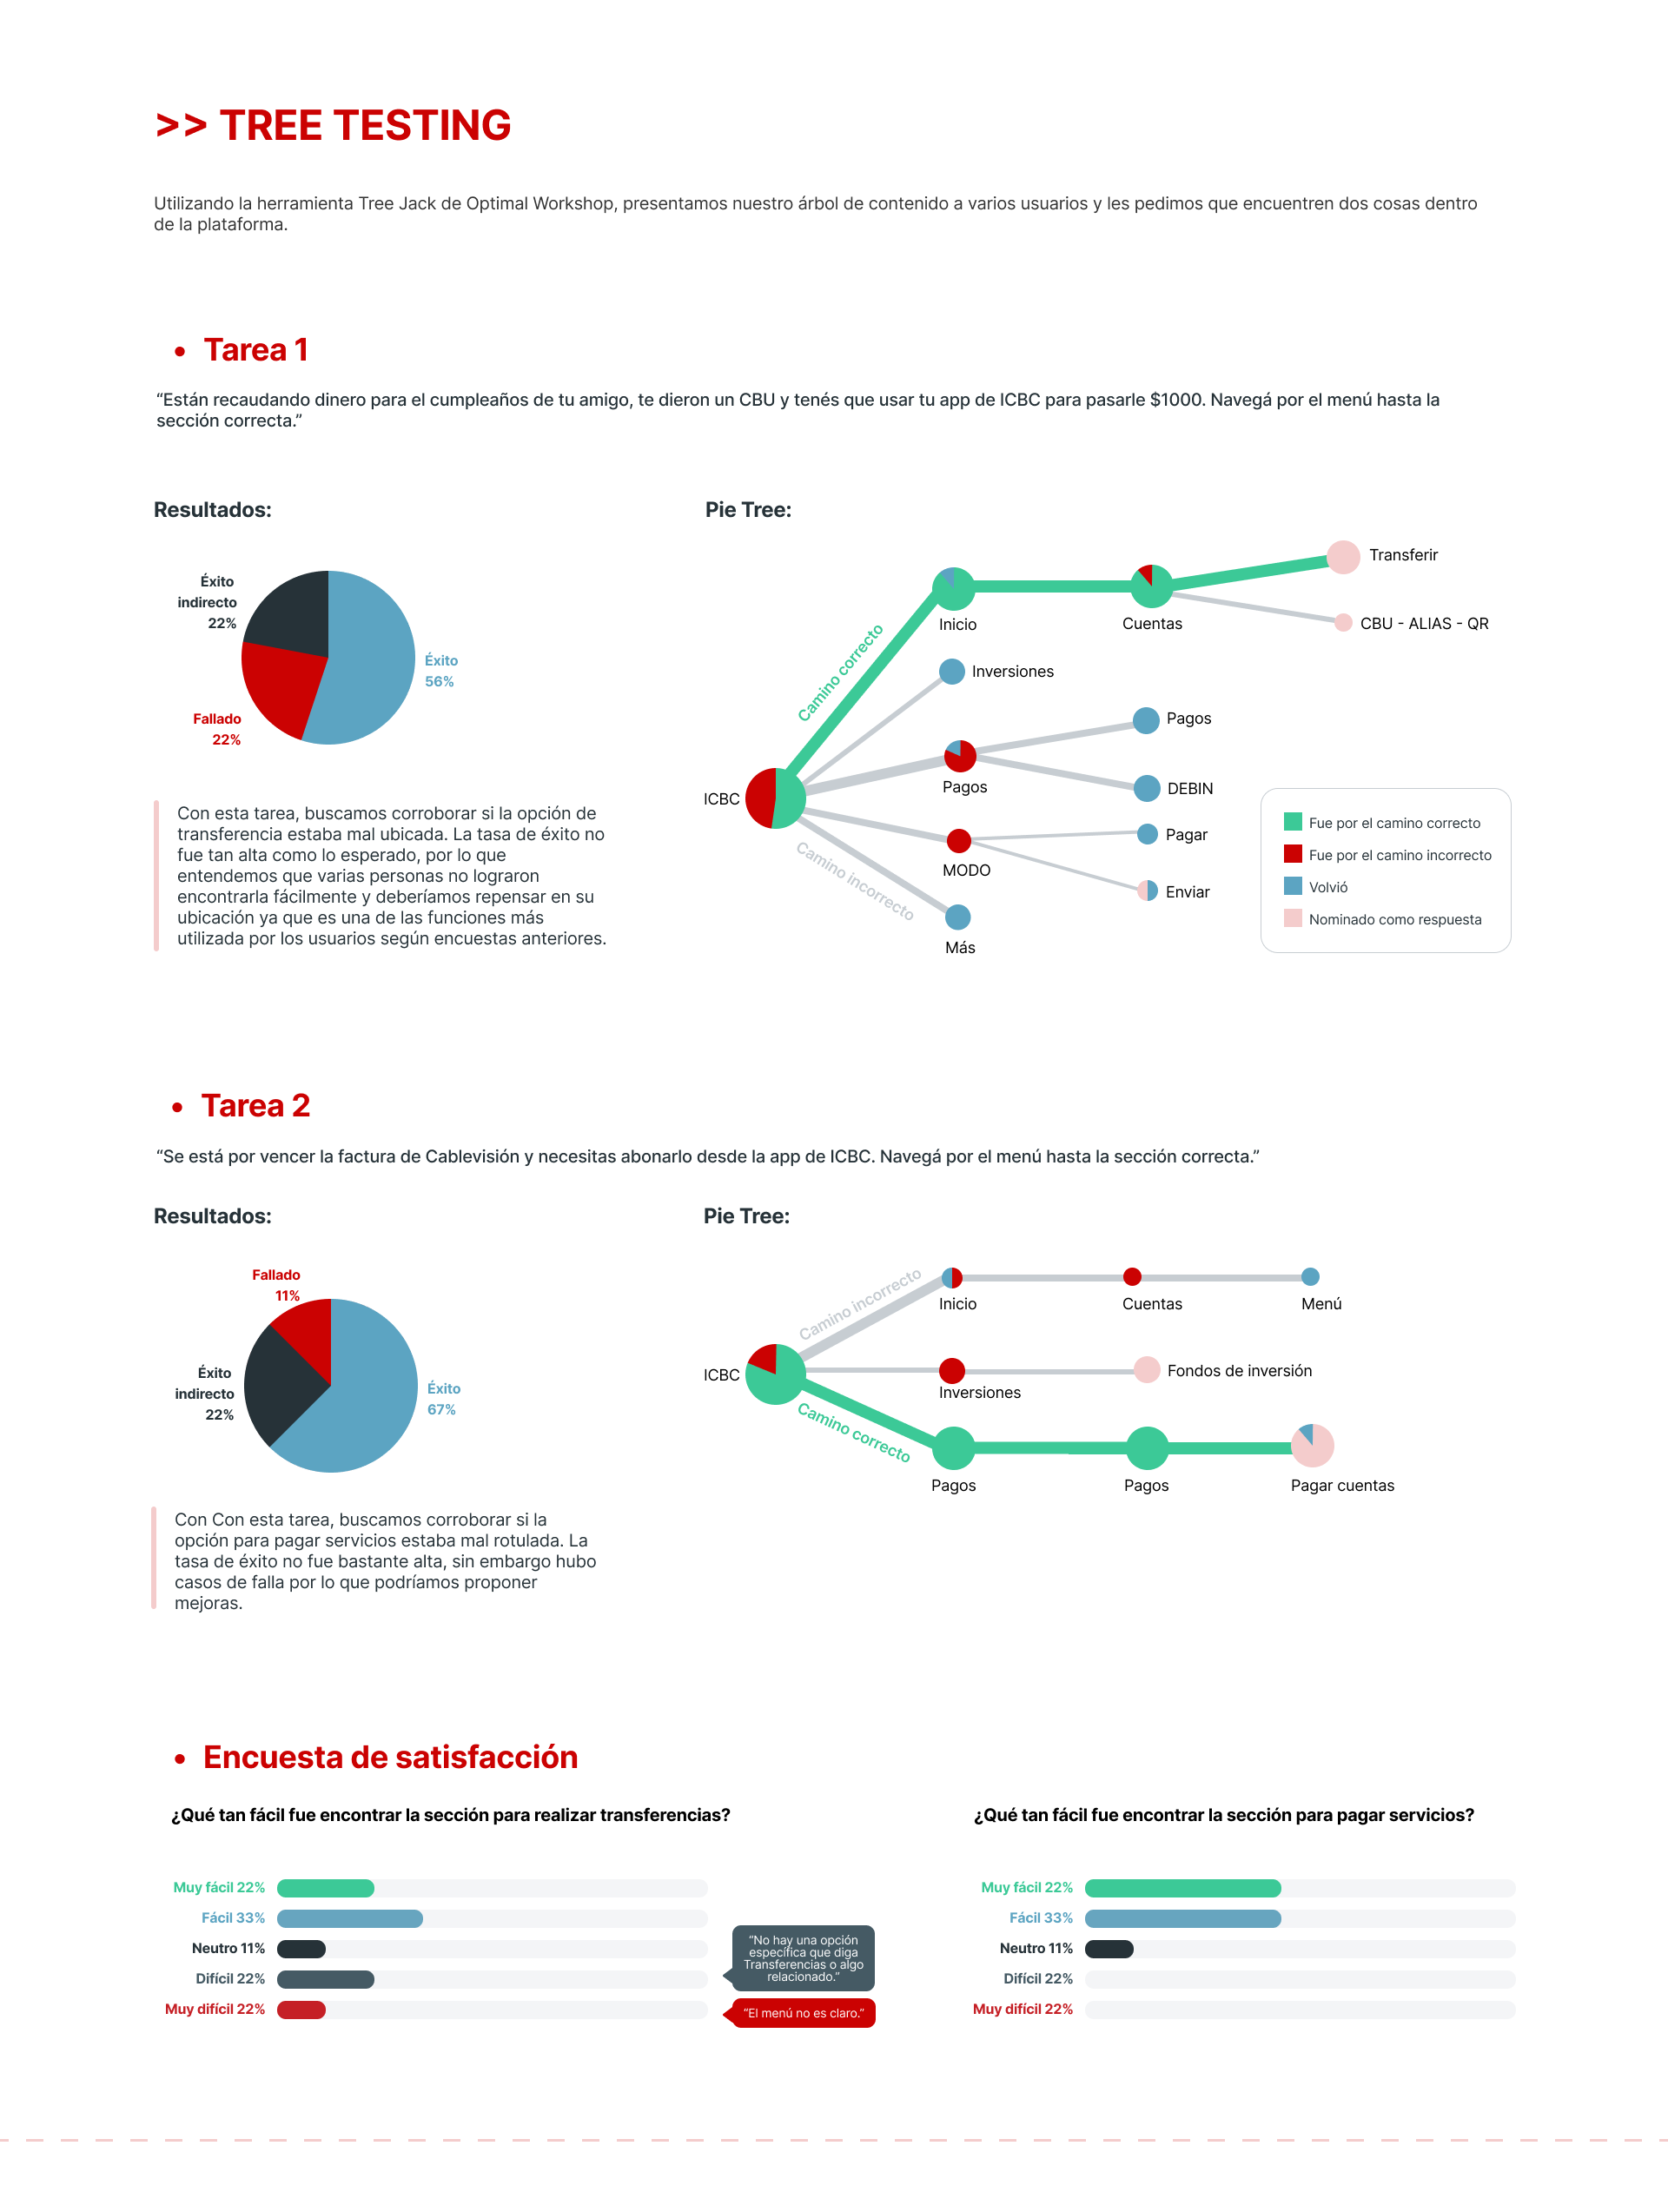 >> TREE TESTING
Utilizando la herramienta Tree Jack de Optimal Workshop, presentamos nuestro árbol de contenido a varios usuarios y les pedimos que encuentren dos cosas dentro
de la plataforma.
• Tarea 1
“Están recaudando dinero para el cumpleaños de tu amigo, te dieron un CBU y tenés que usar tu app de ICBC para pasarle $1000. Navegá por el menú hasta la
sección correcta.”
Resultados:
Éxito
indirecto
22%
Éxito
56%
Fallado
22%
Con esta tarea, buscamos corroborar si la opción de
transferencia estaba mal ubicada. La tasa de éxito no
fue tan alta como lo esperado, por lo que
entendemos que varias personas no lograron
encontrarla fácilmente y deberíamos repensar en su
ubicación ya que es una de las funciones más
utilizada por los usuarios según encuestas anteriores.
Pie Tree:
ICBC
Camino correcto
Camino incorrecto
Inicio
Cuentas
Transferir
CBU - ALIAS - QR
Inversiones
Pagos
Pagos
DEBIN
MODO
Pagar
Enviar
Más
Fue por el camino correcto
Fue por el camino incorrecto
Volvió
Nominado como respuesta
• Tarea 2
“Se está por vencer la factura de Cablevisión y necesitas abonarlo desde la app de ICBC. Navegá por el menú hasta la sección correcta.”
Resultados:
Fallado
11%
Éxito
indirecto
22%
Éxito
67%
Con Con esta tarea, buscamos corroborar si la
opción para pagar servicios estaba mal rotulada. La
tasa de éxito no fue bastante alta, sin embargo hubo
casos de falla por lo que podríamos proponer
mejoras.
Pie Tree:
ICBC
Camino incorrecto
Camino correcto
Inicio
Cuentas
Menú
Inversiones
Fondos de inversión
Pagos
Pagos
Pagar cuentas
• Encuesta de satisfacción
¿Qué tan fácil fue encontrar la sección para realizar transferencias?
Muy fácil 22%
Fácil 33%
Neutro 11%
Difícil 22%
Muy difícil 22%
“No hay una opción
específica que diga
Transferencias o algo
relacionado.”
“El menú no es claro.”
¿Qué tan fácil fue encontrar la sección para pagar servicios?
Muy fácil 22%
Fácil 33%
Neutro 11%
Difícil 22%
Muy difícil 22%